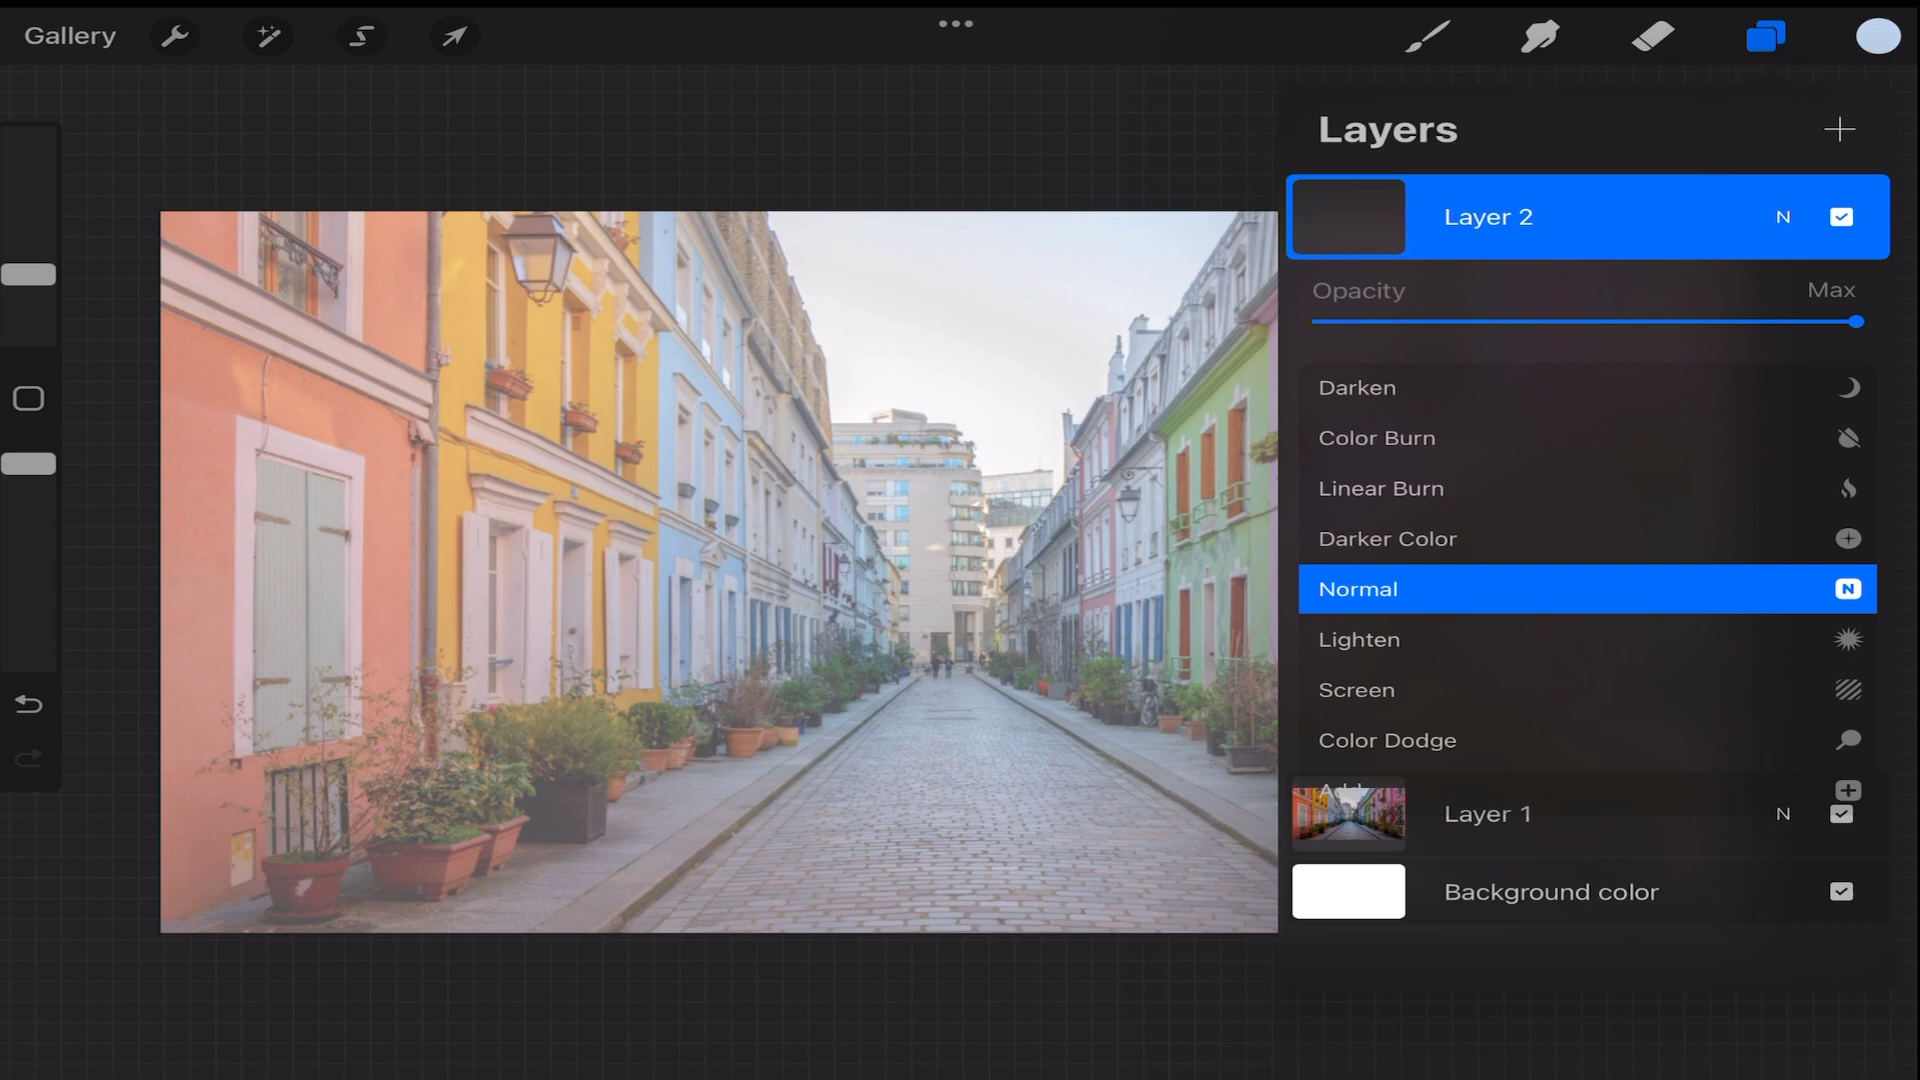 Gallery
Layers
Layer 2 N
Opacity Max
Darken
Color Burn
Linear Burn
Darker Color
Normal N
Lighten
Screen
Color Dodge
Add
Layer 1 N
Background color